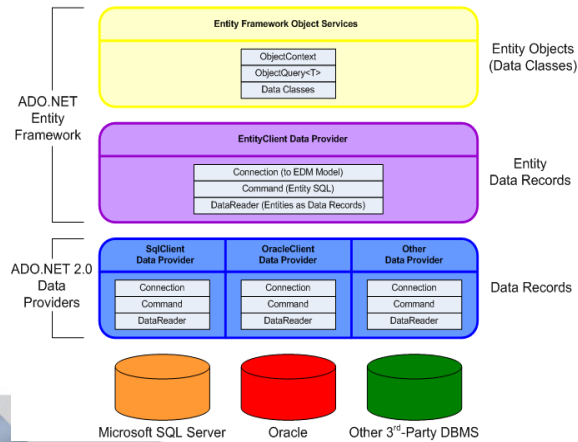 Entity Framework Object Services
ObjectContext
ObjectQuery<T>
Data Classes
Entity Objects
(Data Classes)
ADO.NET
Entity
Framework
EntityClient Data Provider
Connection (to EDM Model)
Command (Entity SQL)
DataReader (Entities as Data Records)
Entity
Data Records
ADO.NET 2.0
Data
Providers
SqlClient
Data Provider
Connection
Command
DataReader
OracleClient
Data Provider
Connection
Command
DataReader
Other
Data Provider
Connection
Command
DataReader
Data Records
Microsoft SQL Server
Oracle
Other 3rd-Party DBMS